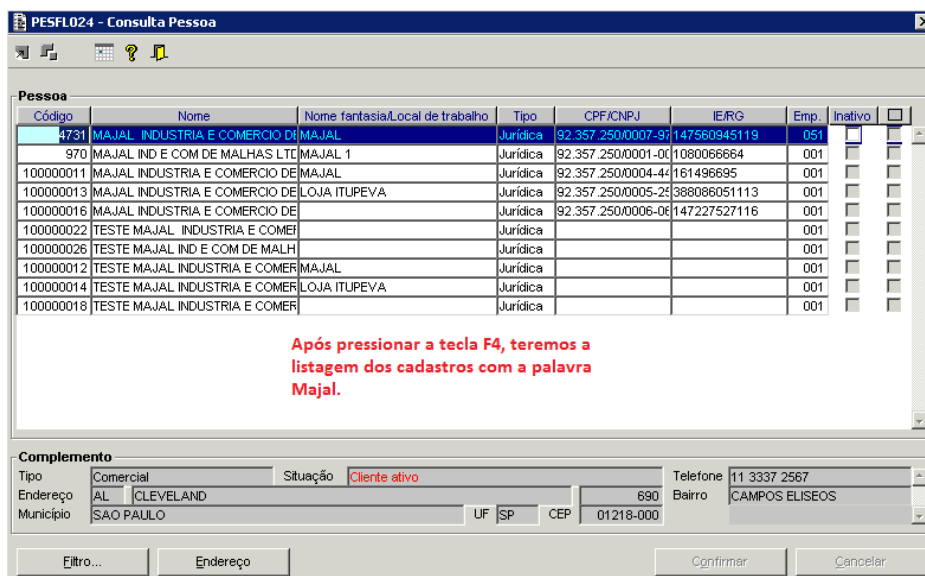 PESFL024 - Consulta Pessoa
Pessoa
Código Nome Nome fantasia/Local de trabalho Tipo CPF/CNPJ IE/RG Emp. Inativo
4731 MAJAL INDUSTRIA E COMERCIO DE MAJAL Jurídica 92.357.250/0007-97 147560945119 051
970 MAJAL IND E COM DE MALHAS LTD MAJAL 1 Jurídica 92.357.250/0001-00 1080066664 001
100000011 MAJAL INDUSTRIA E COMERCIO DE MAJAL Jurídica 92.357.250/0004-44 161496695 001
100000013 MAJAL INDUSTRIA E COMERCIO DE LOJA ITUPEVA Jurídica 92.357.250/0005-25 388086051113 001
100000016 MAJAL INDUSTRIA E COMERCIO DE Jurídica 92.357.250/0006-06 147227527116 001
100000022 TESTE MAJAL INDUSTRIA E COMEF Jurídica 001
100000026 TESTE MAJAL IND E COM DE MALH Jurídica 001
100000012 TESTE MAJAL INDUSTRIA E COMER MAJAL Jurídica 001
100000014 TESTE MAJAL INDUSTRIA E COMER LOJA ITUPEVA Jurídica 001
100000018 TESTE MAJAL INDUSTRIA E COMER Jurídica 001
Após pressionar a tecla F4, teremos a
listagem dos cadastros com a palavra
Majal.
Complemento
Tipo Comercial Situação Cliente ativo Telefone 11 3337 2567
Endereço AL CLEVELAND 690 Bairro CAMPOS ELISEOS
Município SAO PAULO UF SP CEP 01218-000
Filtro... Endereço Confirmar Cancelar